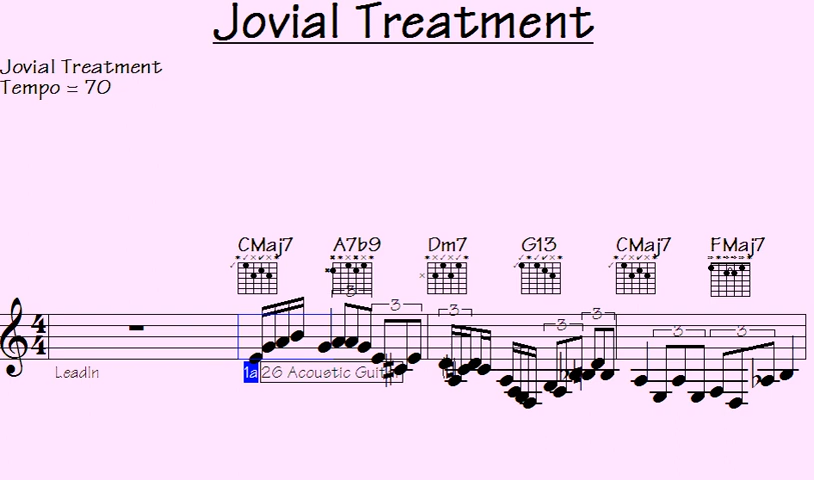 Jovial Treatment
Jovial Treatment
Tempo = 70
CMaj7 A7b9 Dm7 G13 CMaj7 FMaj7
3 3 3 3 3 3 3
4
4
LeadIn 1a 26 Acoustic Guit